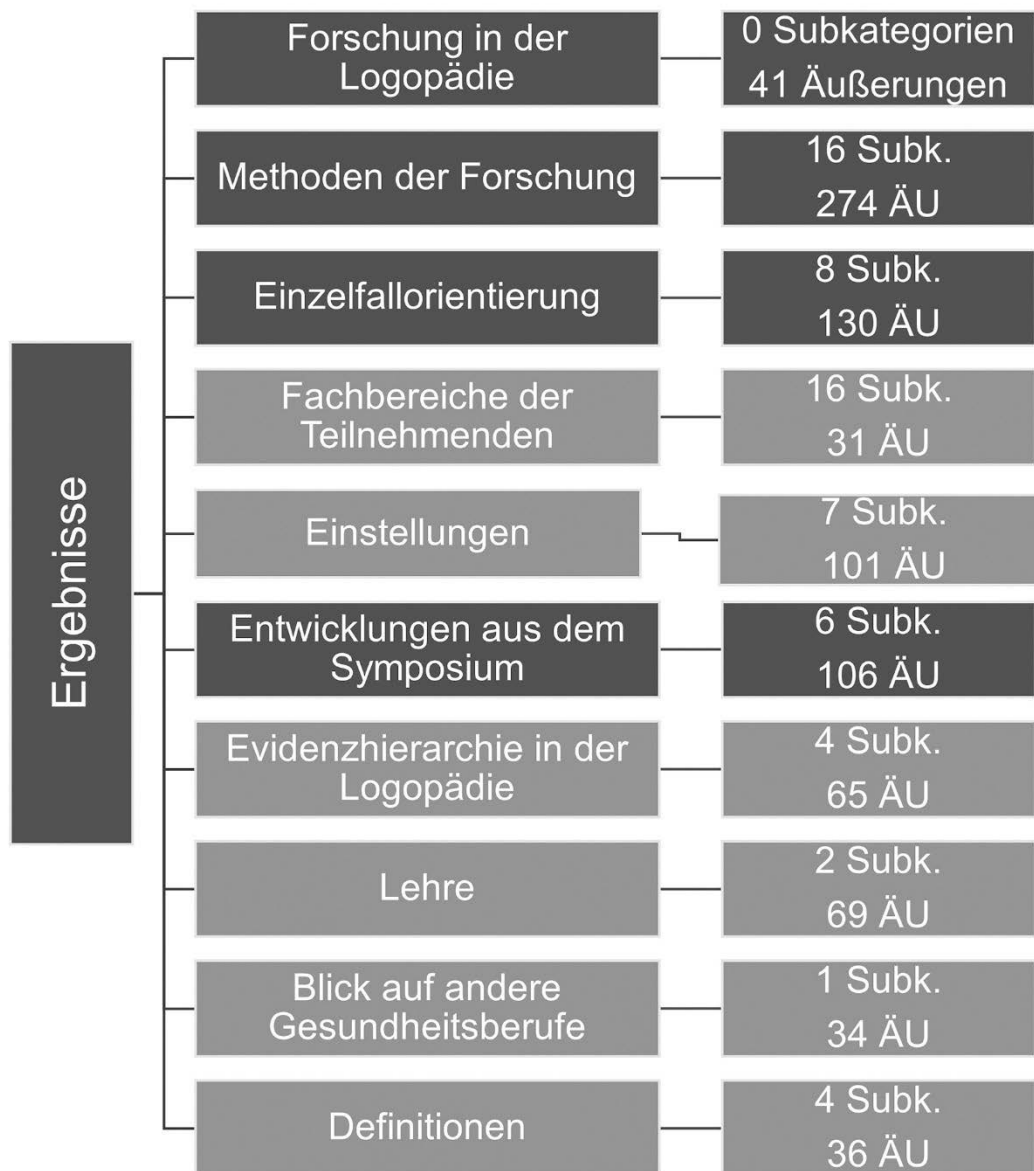 Ergebnisse
Forschung in der
Logopädie
0 Subkategorien
41 Äußerungen
Methoden der Forschung
16 Subk.
274 ÄU
Einzelfallorientierung
8 Subk.
130 ÄU
Fachbereiche der
Teilnehmenden
16 Subk.
31 ÄU
Einstellungen
7 Subk.
101 ÄU
Entwicklungen aus dem
Symposium
6 Subk.
106 ÄU
Evidenzhierarchie in der
Logopädie
4 Subk.
65 ÄU
Lehre
2 Subk.
69 ÄU
Blick auf andere
Gesundheitsberufe
1 Subk.
34 ÄU
Definitionen
4 Subk.
36 ÄU